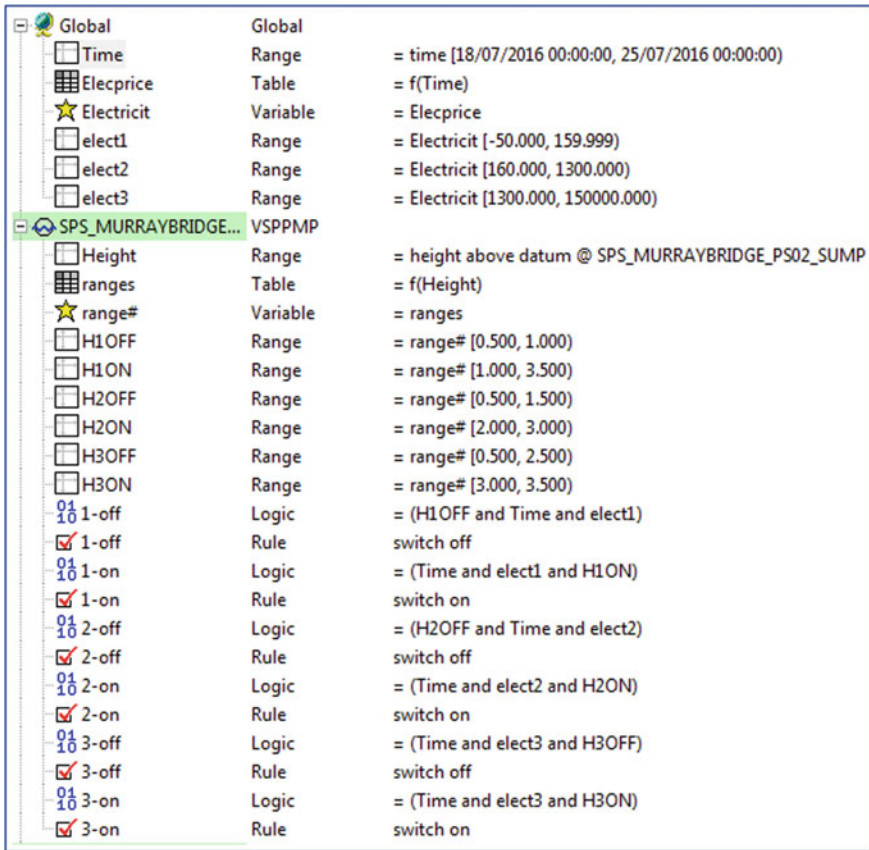 Global Global
Time Range = time [18/07/2016 00:00:00, 25/07/2016 00:00:00)
Elecprice Table = f(Time)
Electricit Variable = Elecprice
elect1 Range = Electricit [-50.000, 159.999)
elect2 Range = Electricit [160.000, 1300.000)
elect3 Range = Electricit [1300.000, 150000.000)
SPS_MURRAYBRIDGE... VSPPMP
Height Range = height above datum @ SPS_MURRAYBRIDGE_PS02_SUMP
ranges Table = f(Height)
range# Variable = ranges
H1OFF Range = range# [0.500, 1.000)
H1ON Range = range# [1.000, 3.500)
H2OFF Range = range# [0.500, 1.500)
H2ON Range = range# [2.000, 3.000)
H3OFF Range = range# [0.500, 2.500)
H3ON Range = range# [3.000, 3.500)
01 10 1-off Logic = (H1OFF and Time and elect1)
1-off Rule switch off
01 10 1-on Logic = (Time and elect1 and H1ON)
1-on Rule switch on
01 10 2-off Logic = (H2OFF and Time and elect2)
2-off Rule switch off
01 10 2-on Logic = (Time and elect2 and H2ON)
2-on Rule switch on
01 10 3-off Logic = (Time and elect3 and H3OFF)
3-off Rule switch off
01 10 3-on Logic = (Time and elect3 and H3ON)
3-on Rule switch on